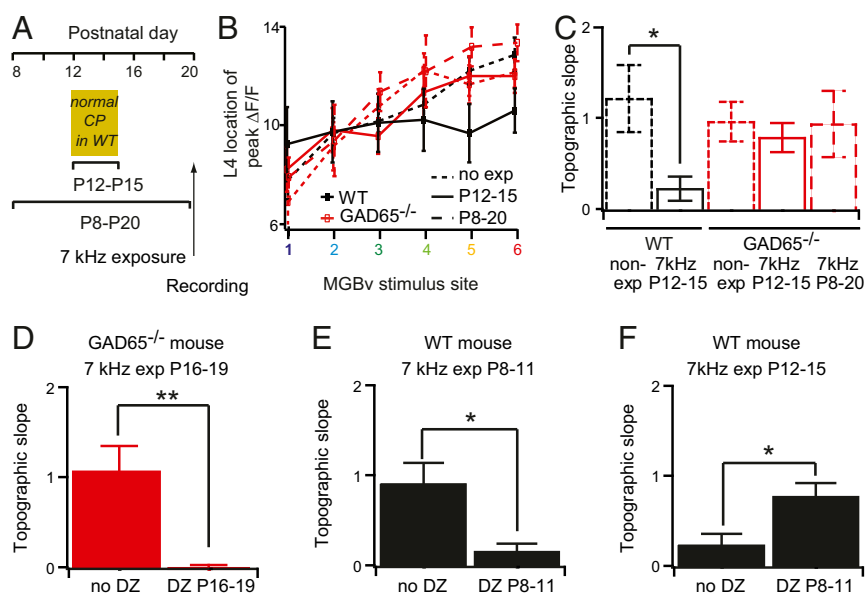 A
Postnatal day
8 12 16 20
normal
CP
in WT
P12-P15
P8-P20
7 kHz exposure
Recording
B
L4 location of
peak ΔF/F
14
10
6
WT
GAD65-/-
no exp
P12-15
P8-20
1 2 3 4 5 6
MGBv stimulus site
C
Topographic slope
2
1
0
*
WT
GAD65-/-
non- 7kHz non- 7kHz 7kHz
exp P12-15 exp P12-15 P8-20
D
GAD65-/- mouse
7 kHz exp P16-19
Topographic slope
2
1
0
**
no DZ DZ P16-19
E
WT mouse
7 kHz exp P8-11
Topographic slope
2
1
0
*
no DZ DZ P8-11
F
WT mouse
7kHz exp P12-15
Topographic slope
2
1
0
*
no DZ DZ P8-11